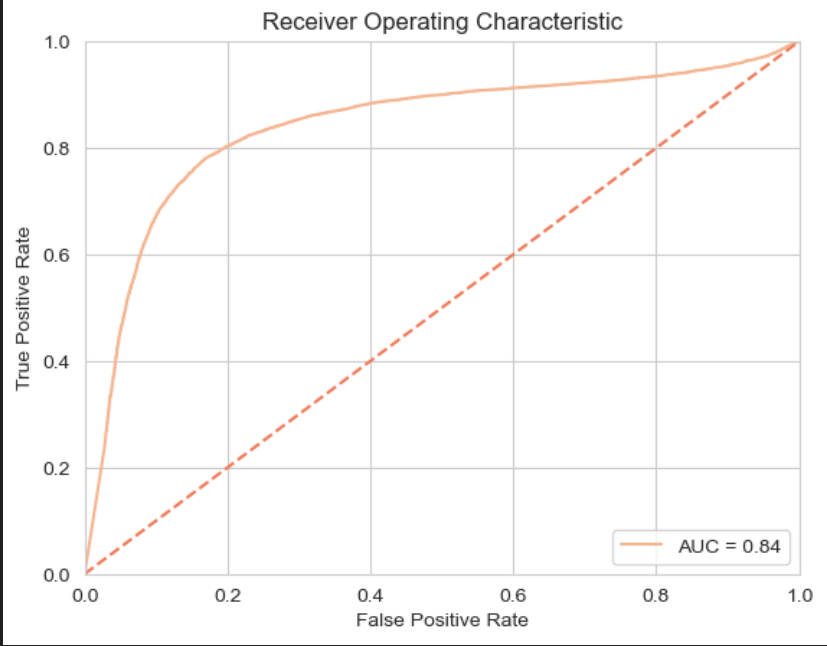 Receiver Operating Characteristic
1.0
0.8
0.6
0.4
0.2
0.0
True Positive Rate
AUC = 0.84
0.0 0.2 0.4 0.6 0.8 1.0
False Positive Rate